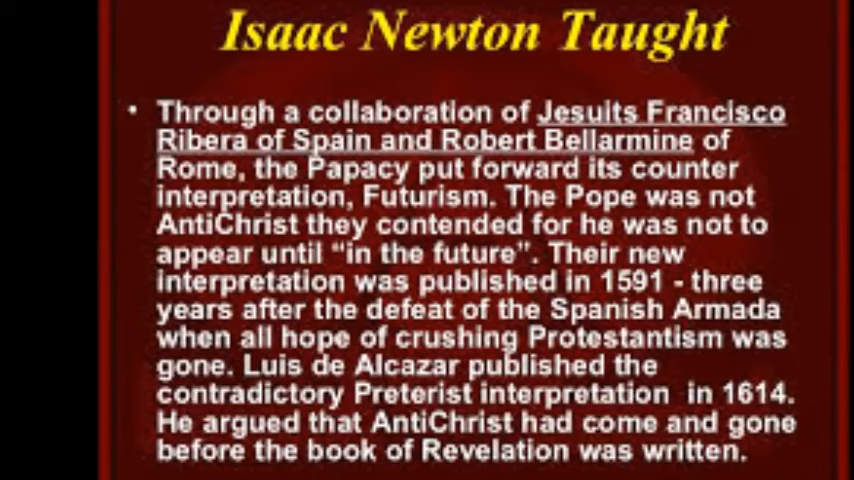 Isaac Newton Taught
• Through a collaboration of Jesuits Francisco
Ribera of Spain and Robert Bellarmine of
Rome, the Papacy put forward its counter
interpretation, Futurism. The Pope was not
AntiChrist they contended for he was not to
appear until “in the future”. Their new
interpretation was published in 1591 - three
years after the defeat of the Spanish Armada
when all hope of crushing Protestantism was
gone. Luis de Alcazar published the
contradictory Preterist interpretation in 1614.
He argued that AntiChrist had come and gone
before the book of Revelation was written.